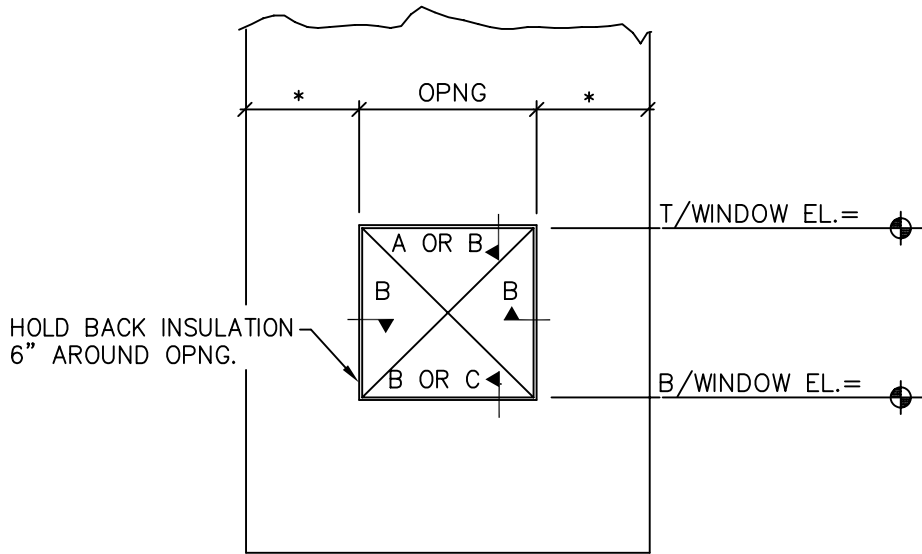 * OPNG *
T/WINDOW EL.=
A OR B
B B
HOLD BACK INSULATION
6" AROUND OPNG.
B OR C
B/WINDOW EL.=